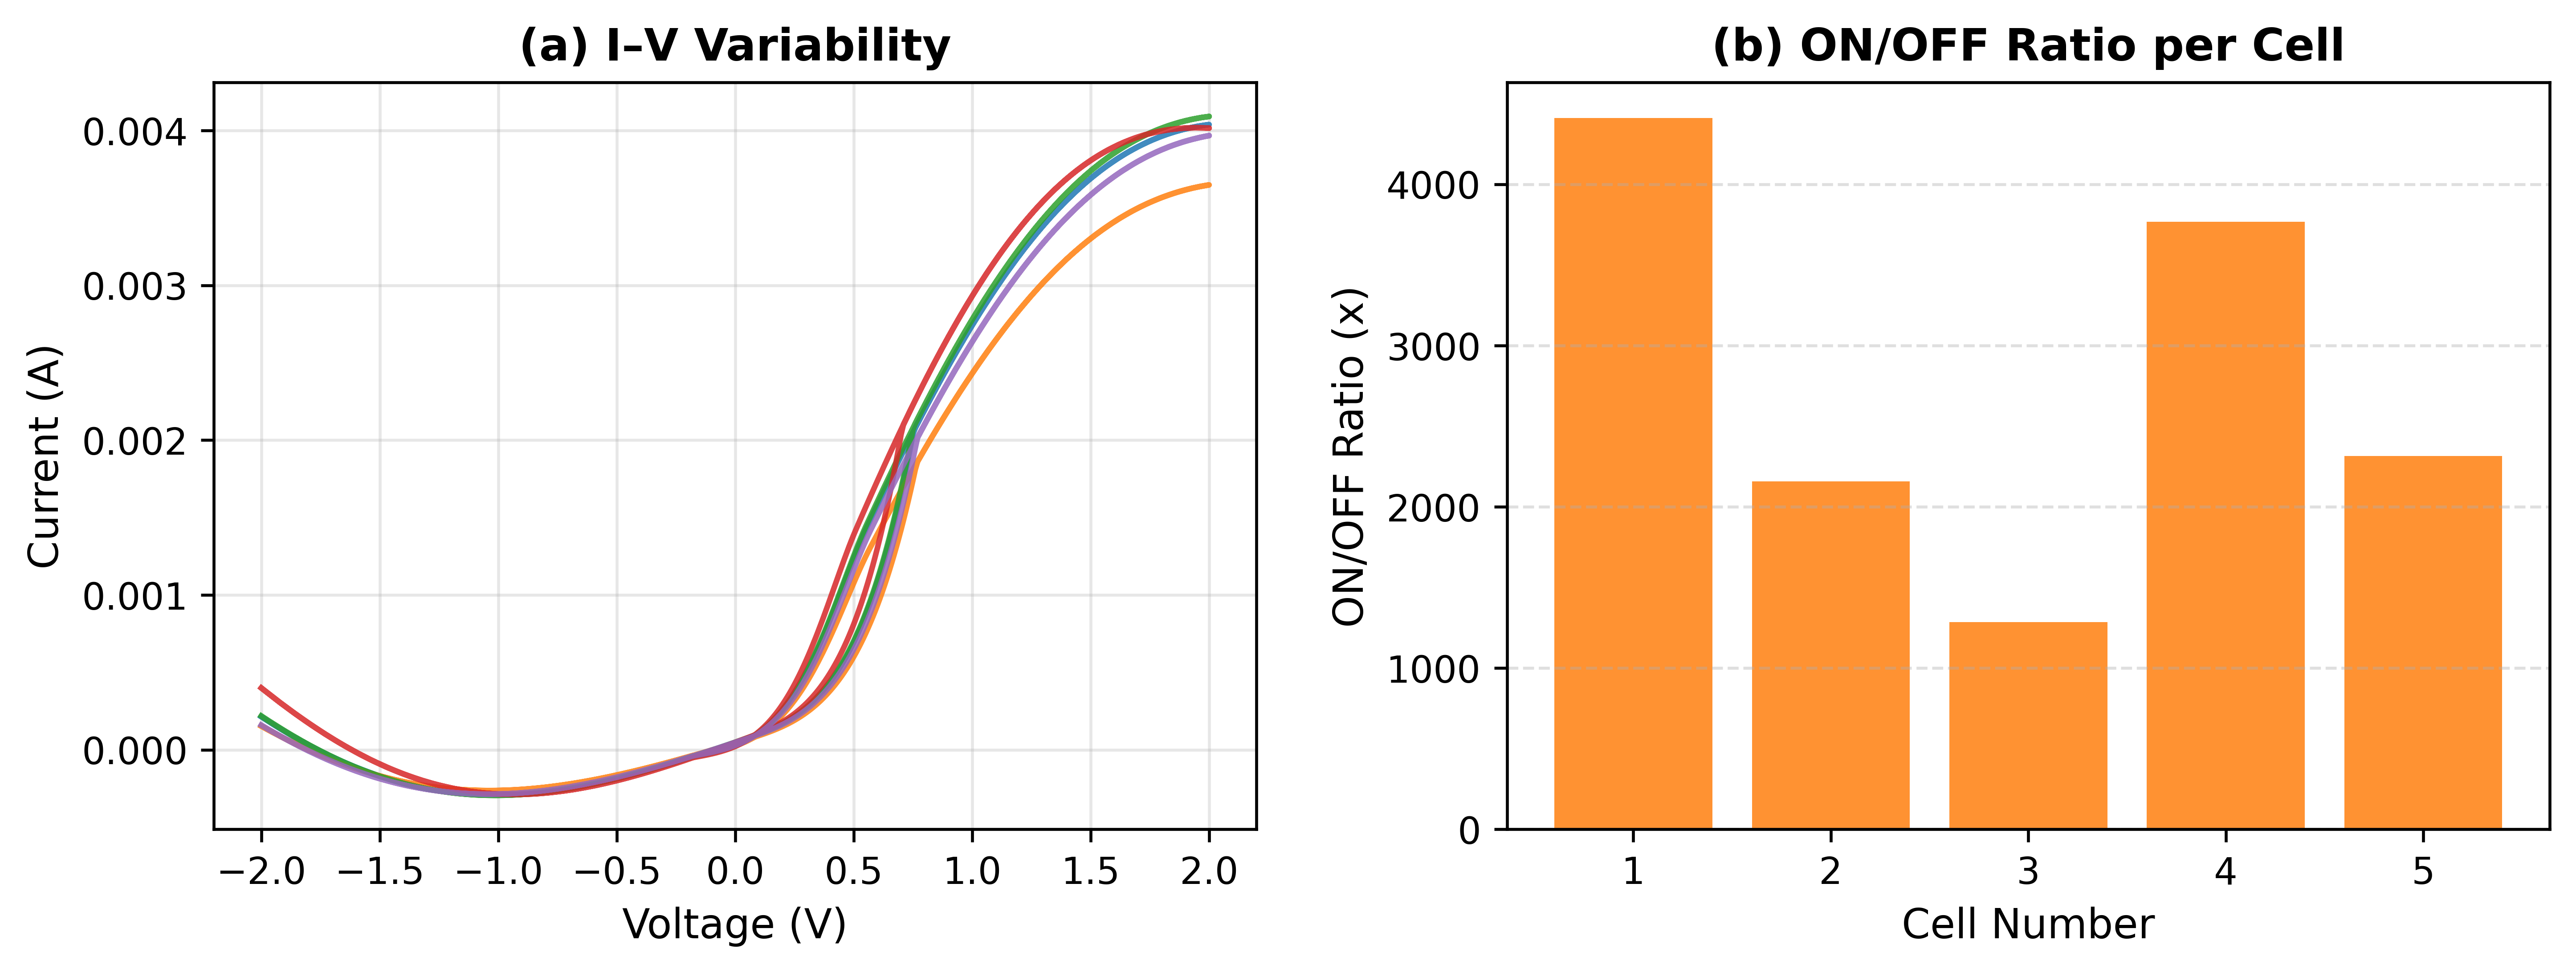 (a) I–V Variability
Current (A)
0.004
0.003
0.002
0.001
0.000
−2.0 −1.5 −1.0 −0.5 0.0 0.5 1.0 1.5 2.0
Voltage (V)
(b) ON/OFF Ratio per Cell
ON/OFF Ratio (x)
4000
3000
2000
1000
0
1 2 3 4 5
Cell Number